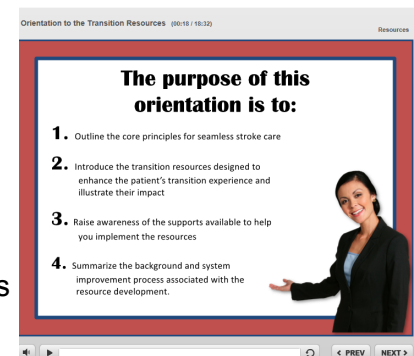 Orientation to the Transition Resources (00:18 / 18:32)
Resources
The purpose of this
orientation is to:
1. Outline the core principles for seamless stroke care
2. Introduce the transition resources designed to
enhance the patient's transition experience and
illustrate their impact
3. Raise awareness of the supports available to help
you implement the resources
4. Summarize the background and system
improvement process associated with the
resource development.
s
< PREV
NEXT >